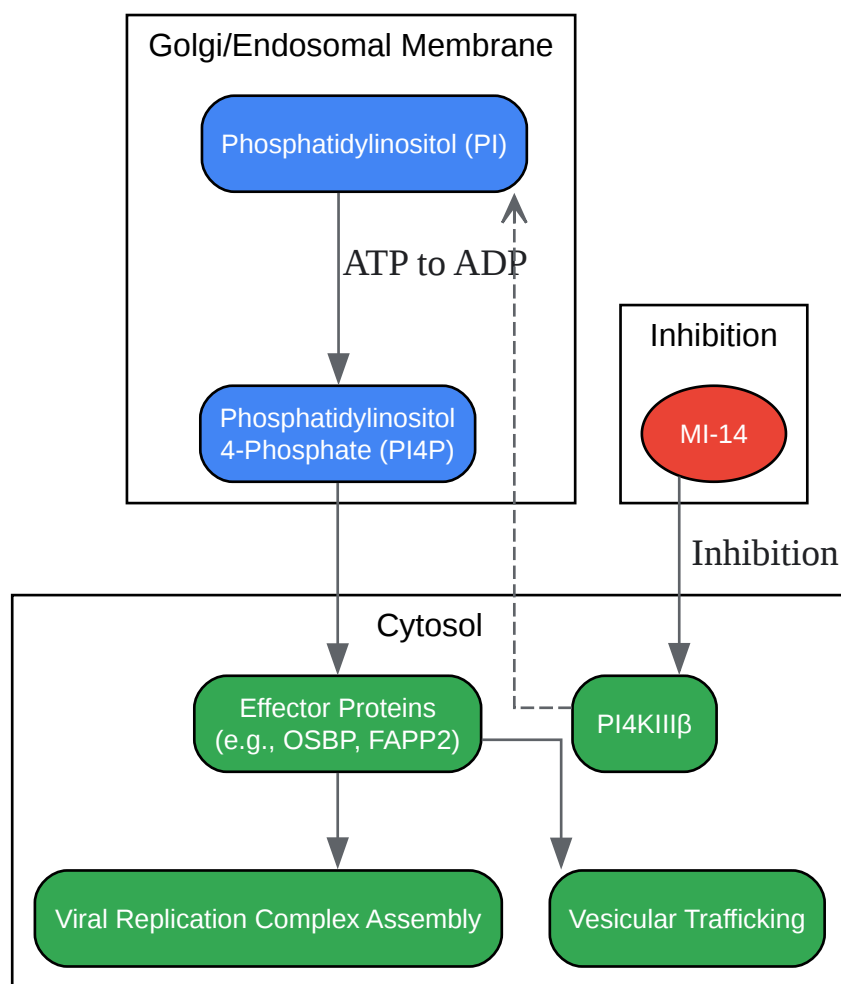 Golgi/Endosomal Membrane
Phosphatidylinositol (PI)
ATP to ADP
Inhibition
Phosphatidylinositol
4-Phosphate (PI4P)
MI-14
Inhibition
Cytosol
Effector Proteins
(e.g., OSBP, FAPP2)
PI4KIIIβ
Viral Replication Complex Assembly
Vesicular Trafficking